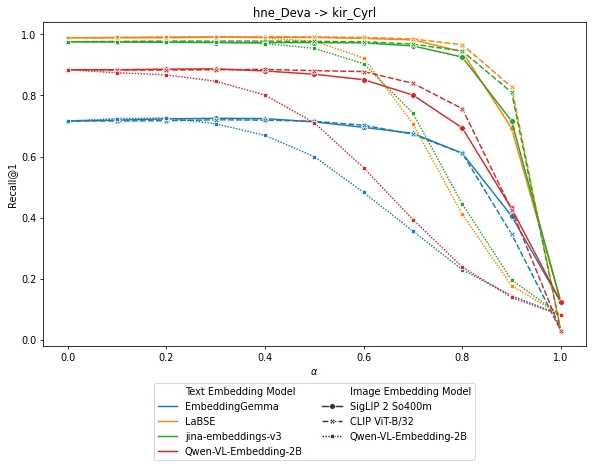 hne_Deva -> kir_Cyrl
1.0
0.8
0.6
0.4
0.2
0.0
Recall@1
0.0 0.2 0.4 0.6 0.8 1.0
α
Text Embedding Model Image Embedding Model
EmbeddingGemma SigLIP 2 So400m
LaBSE CLIP ViT-B/32
jina-embeddings-v3 Qwen-VL-Embedding-2B
Qwen-VL-Embedding-2B